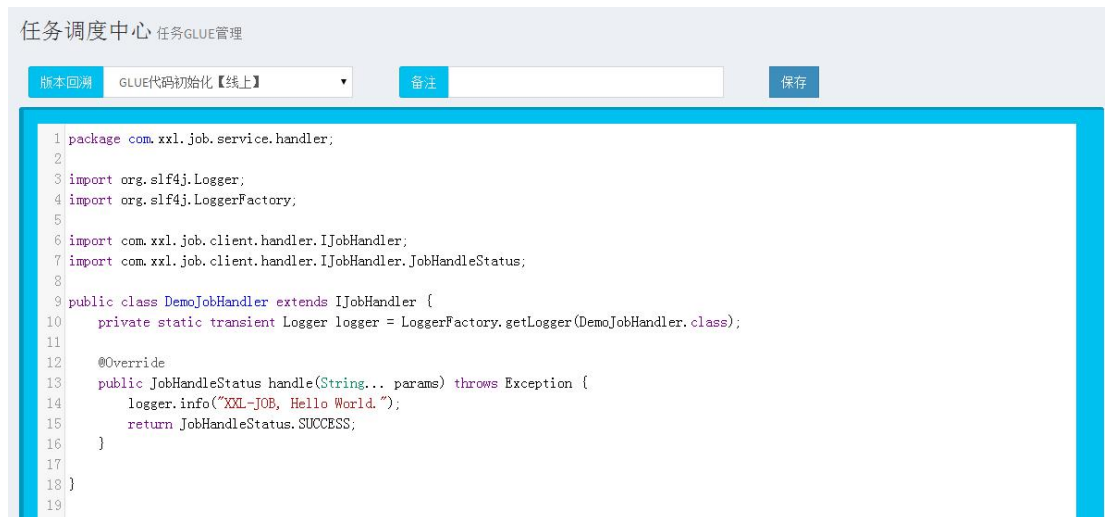 任务调度中心 任务GLUE管理
版本回溯 GLUE代码初始化【线上】 备注 保存
1 package com.xxl.job.service.handler;
2
3 import org.slf4j.Logger;
4 import org.slf4j.LoggerFactory;
5
6 import com.xxl.job.client.handler.IJobHandler;
7 import com.xxl.job.client.handler.IJobHandler.JobHandleStatus;
8
9 public class DemoJobHandler extends IJobHandler {
10 private static transient Logger logger = LoggerFactory.getLogger(DemoJobHandler.class);
11
12 @Override
13 public JobHandleStatus handle(String... params) throws Exception {
14 logger.info("XXL-JOB, Hello World.");
15 return JobHandleStatus.SUCCESS;
16 }
17
18 }
19